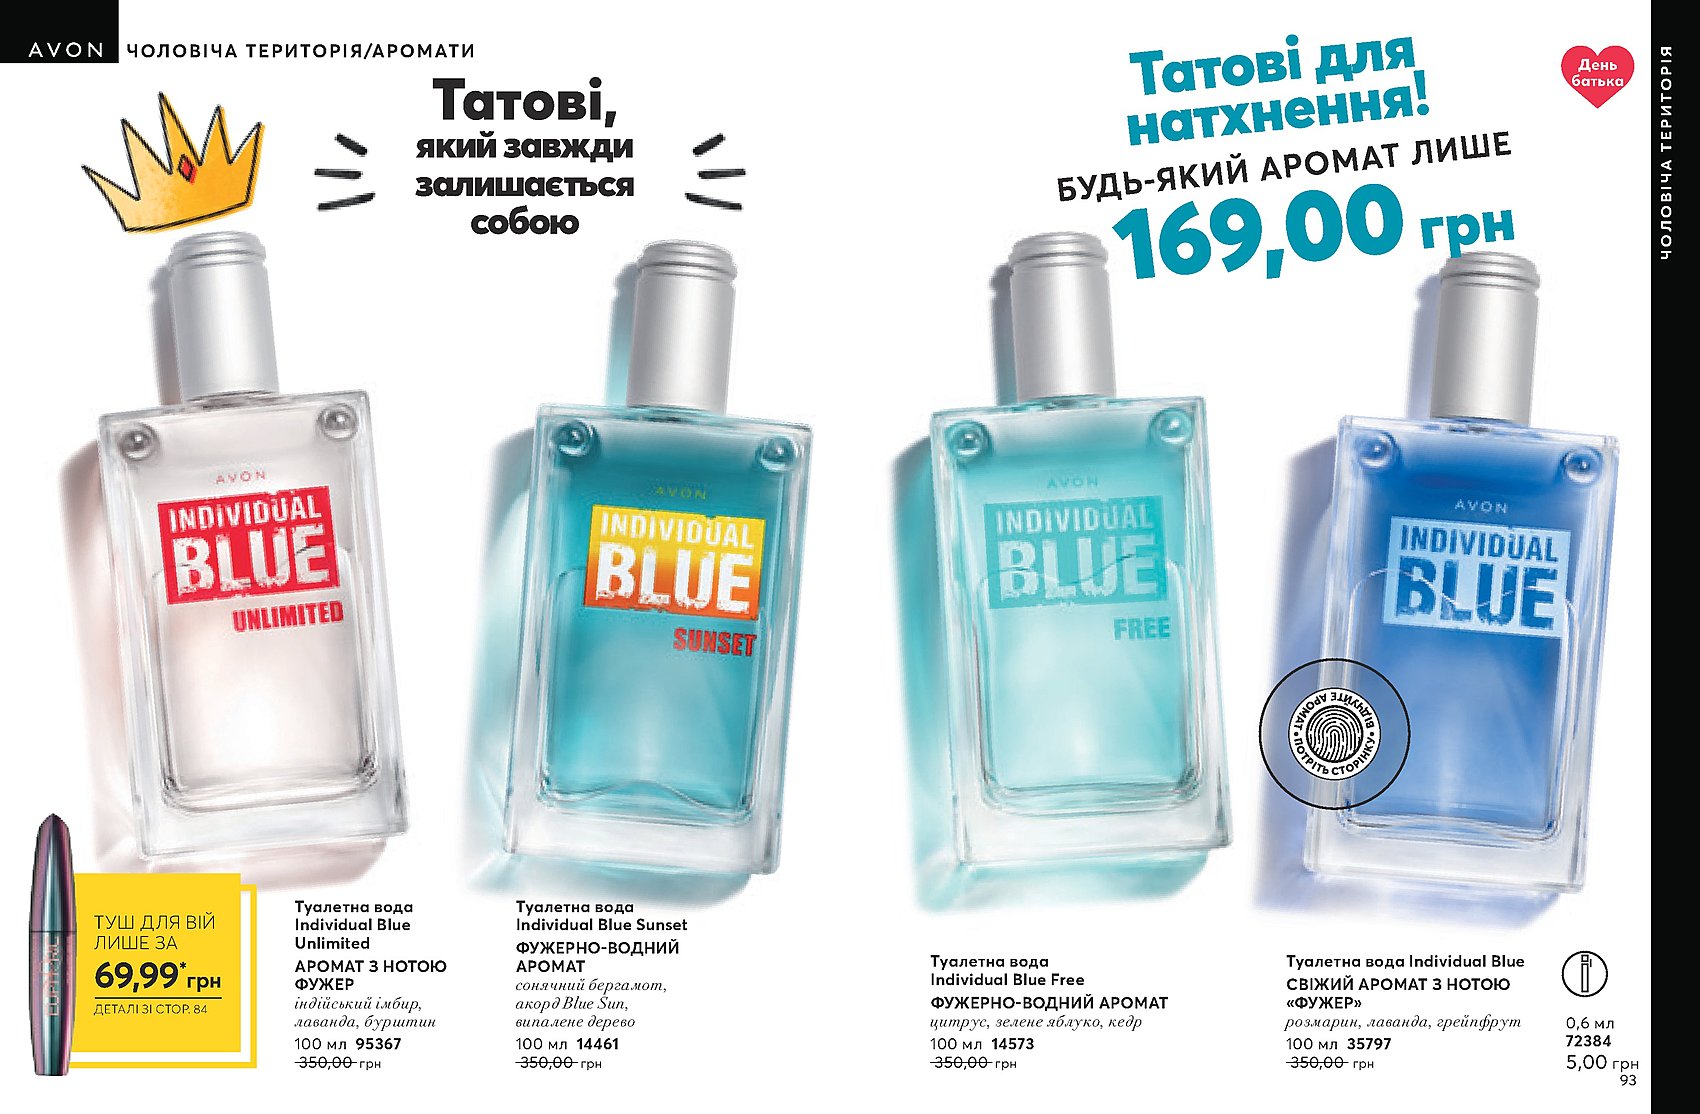 AVON ЧОЛОВІЧА ТЕРИТОРІЯ/АРОМАТИ
Татові,
який завжди
залишається
собою
Татові для
натхнення!
БУДЬ-ЯКИЙ АРОМАТ ЛИШЕ
169,00 грн
День
батька
ЧОЛОВІЧА ТЕРИТОРІЯ
AVON
INDIVIDUAL
BLUE
UNLIMITED
AVON
INDIVIDUAL
BLUE
SUNSET
AVON
INDIVIDUAL
BLUE
FREE
AVON
INDIVIDUAL
BLUE
ВІДЧУЙТЕ АРОМАТ • ПОТРІТЬ СТОРІНКУ •
ТУШ ДЛЯ ВІЙ
ЛИШЕ ЗА
69,99* грн
ДЕТАЛІ ЗІ СТОР. 84
Туалетна вода
Individual Blue
Unlimited
АРОМАТ З НОТОЮ
ФУЖЕР
індійський імбир,
лаванда, бурштин
100 мл 95367
350,00 грн
Туалетна вода
Individual Blue Sunset
ФУЖЕРНО-ВОДНИЙ
АРОМАТ
сонячний бергамот,
акорд Blue Sun,
випалене дерево
100 мл 14461
350,00 грн
Туалетна вода
Individual Blue Free
ФУЖЕРНО-ВОДНИЙ АРОМАТ
цитрус, зелене яблуко, кедр
100 мл 14573
350,00 грн
Туалетна вода Individual Blue
СВІЖИЙ АРОМАТ З НОТОЮ
«ФУЖЕР»
розмарин, лаванда, грейпфрут
100 мл 35797
350,00 грн
0,6 мл
72384
5,00 грн
93